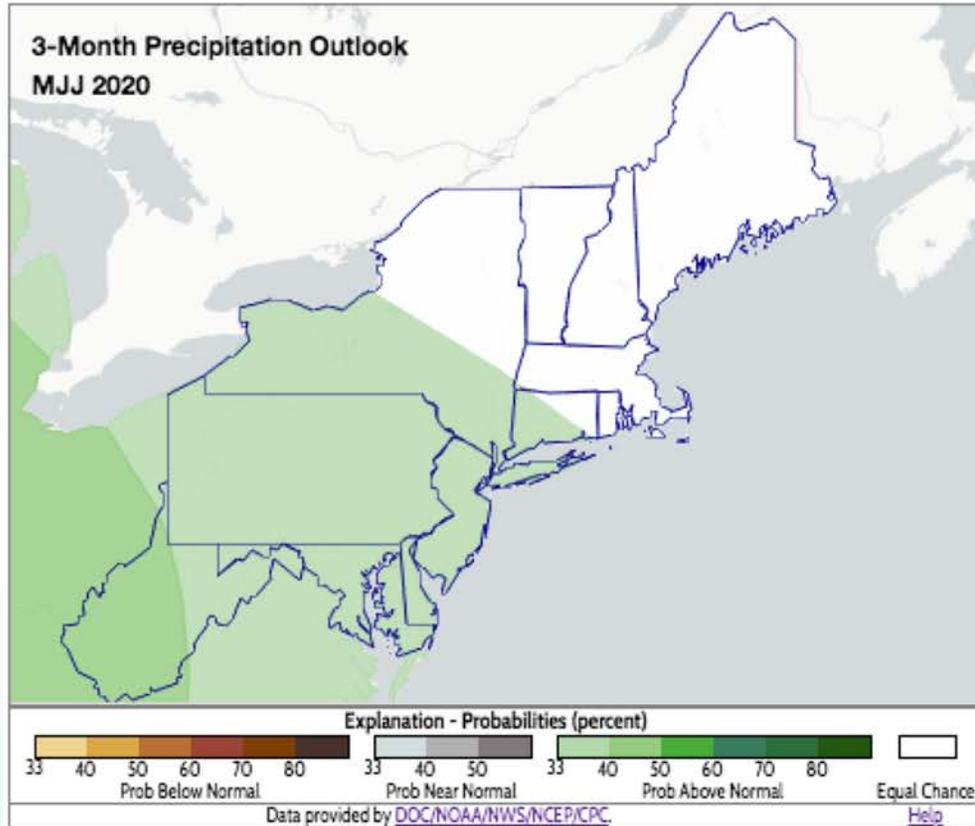 3-Month Precipitation Outlook
MJJ 2020
Explanation - Probabilities (percent)
33 40 50 60 70 80 33 40 50 33 40 50 60 70 80
Prob Below Normal Prob Near Normal Prob Above Normal Equal Chance
Data provided by DOC/NOAA/NWS/NCEP/CPC. Help